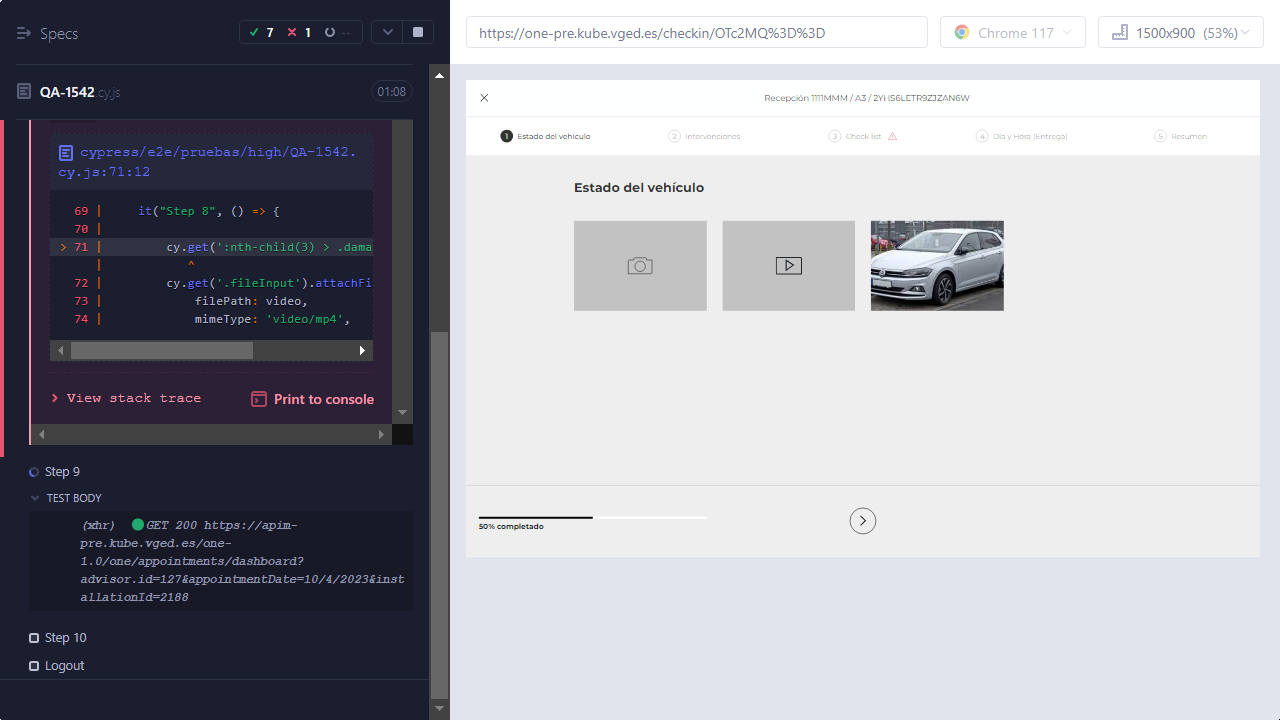 Specs
7
1
--
QA-1542.cy.js
01:08
cypress/e2e/pruebas/high/QA-1542.
cy.js:71:12
69 | it("Step 8", () => {
70 |
> 71 | cy.get(':nth-child(3) > .dama
| ^
72 | cy.get('.fileInput').attachFi
73 | filePath: video,
74 | mimeType: 'video/mp4',
View stack trace
Print to console
Step 9
TEST BODY
(xhr) GET 200 https://apim-
pre.kube.vged.es/one-
1.0/one/appointments/dashboard?
advisor.id=127&appointmentDate=10/4/2023&inst
allationId=2188
Step 10
Logout
https://one-pre.kube.vged.es/checkin/OTc2MQ%3D%3D
Chrome 117
1500x900 (53%)
Recepción 1111MMM / A3 / 2YHS6LETR9ZJZAN6W
1 Estado del vehículo
2 Intervenciones
3 Check list
4 Día y Hora (Entrega)
5 Resumen
Estado del vehículo
50% completado